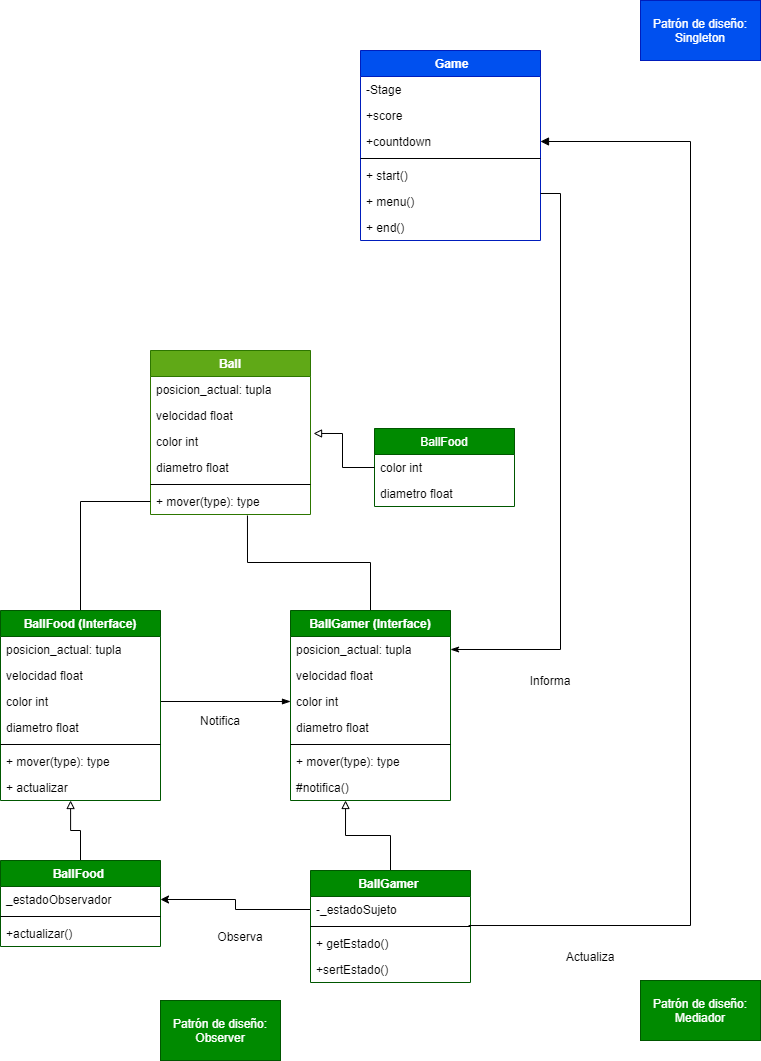 Patrón de diseño:
Singleton
Game
-Stage
+score
+countdown
+ start()
+ menu()
+ end()
Ball
posicion_actual: tupla
velocidad float
color int
diametro float
+ mover(type): type
BallFood
color int
diametro float
BallFood (Interface)
posicion_actual: tupla
velocidad float
color int
diametro float
+ mover(type): type
+ actualizar
Notifica
BallGamer (Interface)
posicion_actual: tupla
velocidad float
color int
diametro float
+ mover(type): type
#notifica()
Informa
BallFood
_estadoObservador
+actualizar()
Observa
BallGamer
-_estadoSujeto
+ getEstado()
+sertEstado()
Actualiza
Patrón de diseño:
Observer
Patrón de diseño:
Mediador